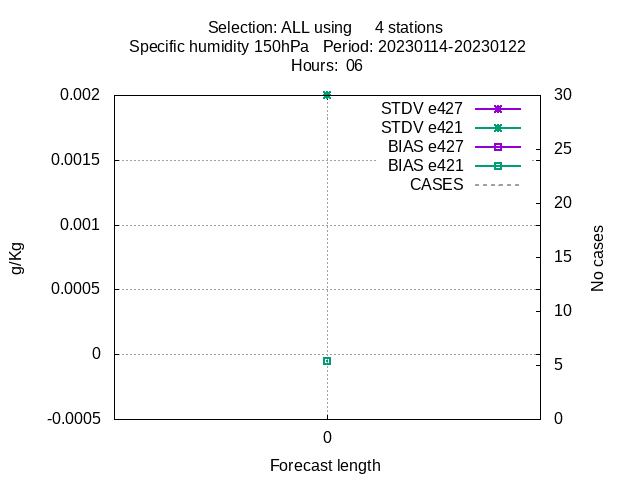 Selection: ALL using     4 stations
Specific humidity 150hPa   Period: 20230114-20230122
Hours:  06
0.002
0.0015
0.001
0.0005
0
-0.0005
g/Kg
STDV e427
STDV e421
BIAS e427
BIAS e421
CASES
30
25
20
15
10
5
0
No cases
0
Forecast length